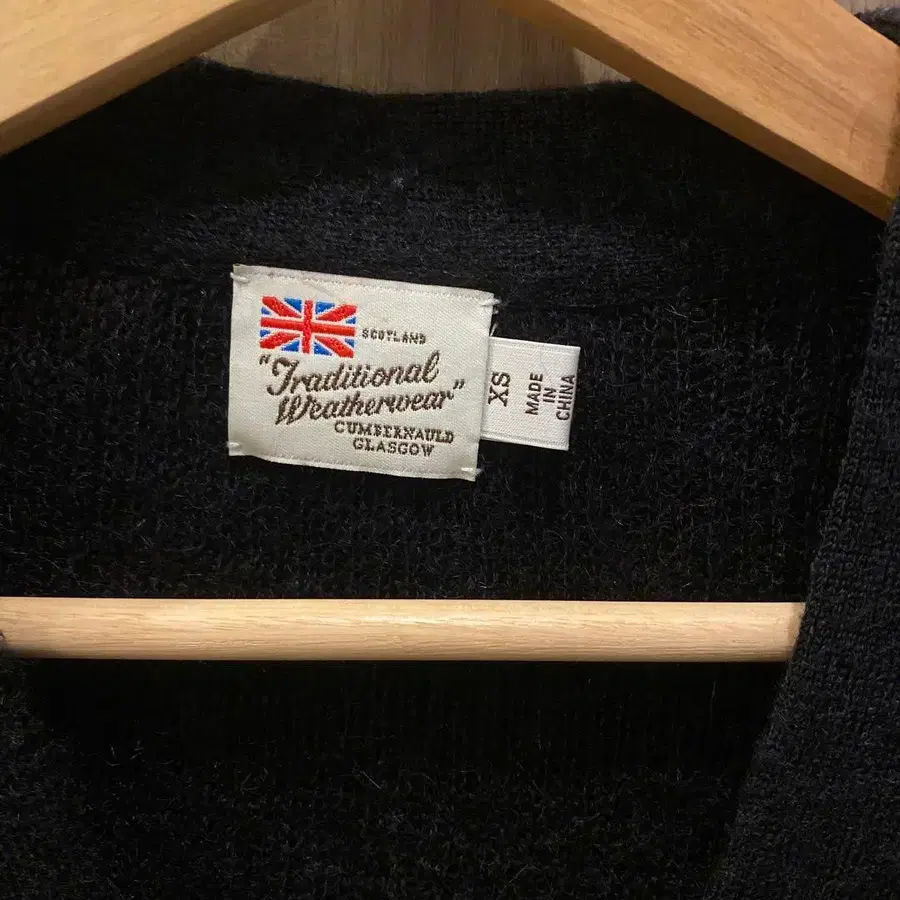 SCOTLAND
"Traditional
Weatherwear"
CUMBERNAULD
GLASGOW
XS
MADE
IN
CHINA